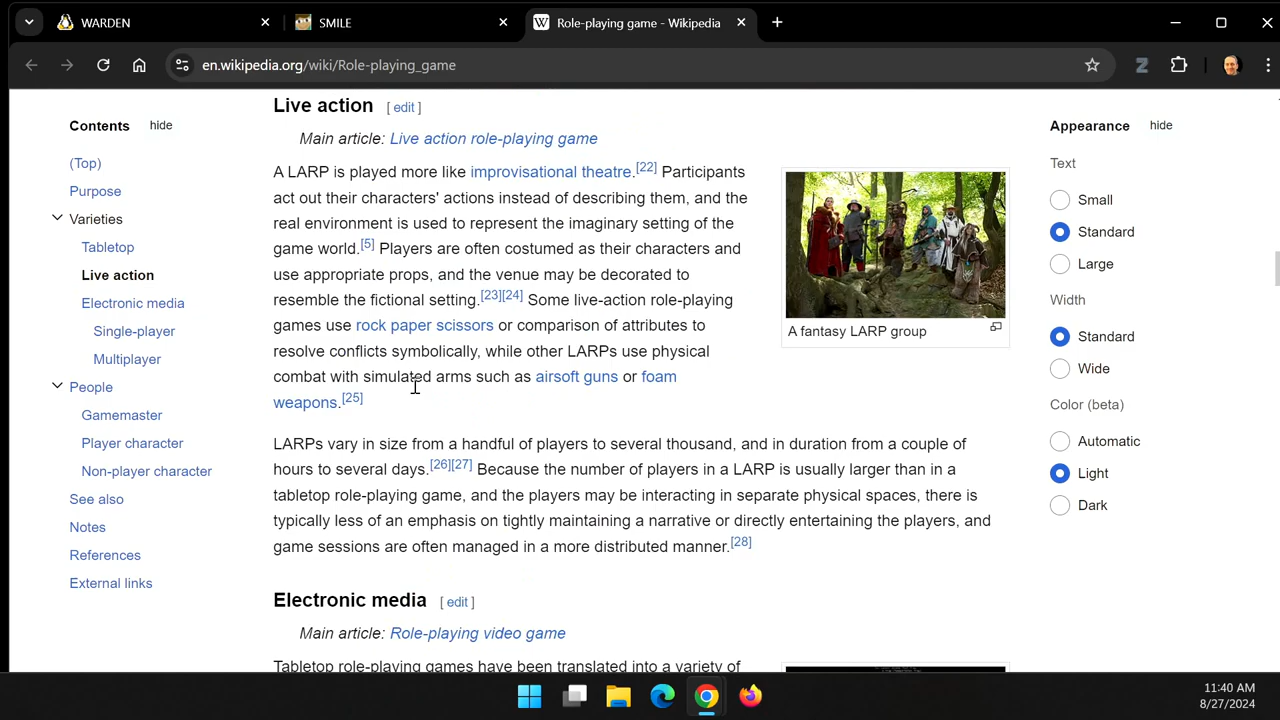 WARDEN
SMILE
Role-playing game - Wikipedia
en.wikipedia.org/wiki/Role-playing_game
Contents hide
(Top)
Purpose
Varieties
Tabletop
Live action
Electronic media
Single-player
Multiplayer
People
Gamemaster
Player character
Non-player character
See also
Notes
References
External links
Live action [ edit ]
Main article: Live action role-playing game
A LARP is played more like improvisational theatre.[22] Participants
act out their characters' actions instead of describing them, and the
real environment is used to represent the imaginary setting of the
game world.[5] Players are often costumed as their characters and
use appropriate props, and the venue may be decorated to
resemble the fictional setting.[23][24] Some live-action role-playing
games use rock paper scissors or comparison of attributes to
resolve conflicts symbolically, while other LARPs use physical
combat with simulated arms such as airsoft guns or foam
weapons.[25]
A fantasy LARP group
LARPs vary in size from a handful of players to several thousand, and in duration from a couple of
hours to several days.[26][27] Because the number of players in a LARP is usually larger than in a
tabletop role-playing game, and the players may be interacting in separate physical spaces, there is
typically less of an emphasis on tightly maintaining a narrative or directly entertaining the players, and
game sessions are often managed in a more distributed manner.[28]
Electronic media [ edit ]
Main article: Role-playing video game
Tabletop role-playing games have been translated into a variety of
Appearance hide
Text
Small
Standard
Large
Width
Standard
Wide
Color (beta)
Automatic
Light
Dark
11:40 AM
8/27/2024